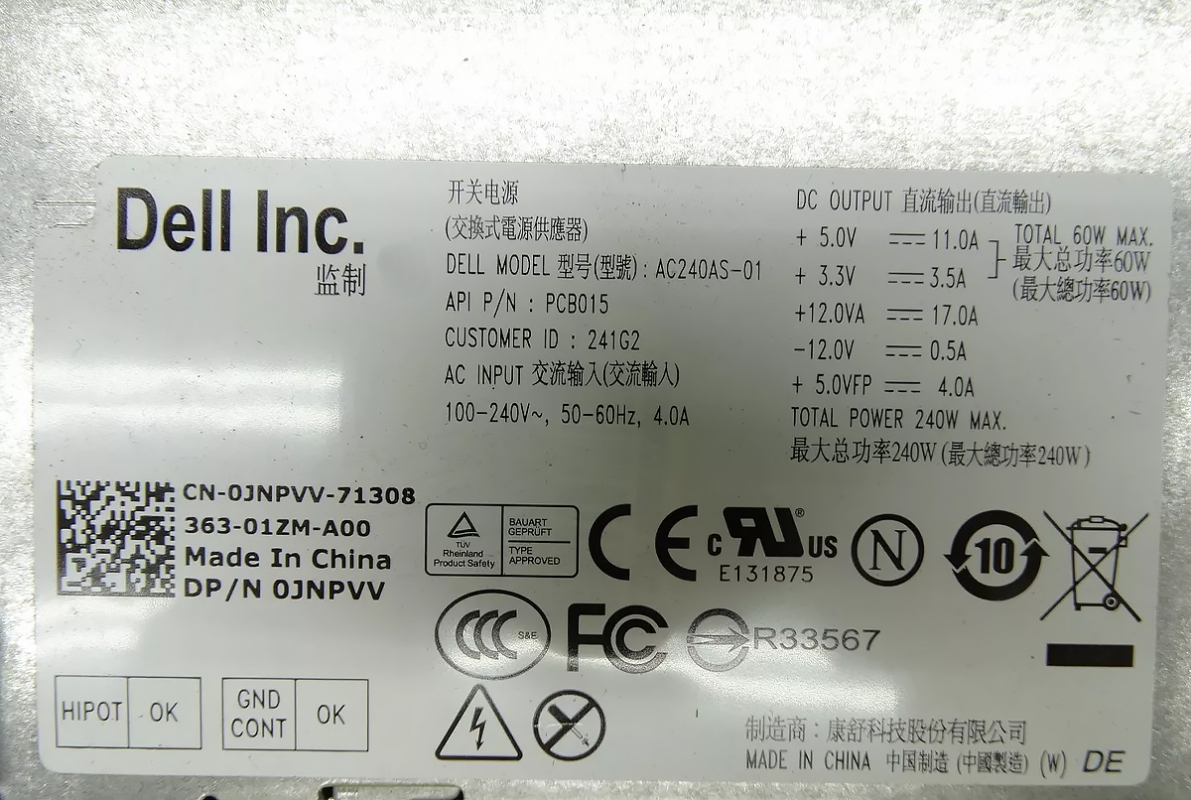 Dell Inc.
监制
开关电源
(交換式電源供應器)
DELL MODEL 型号(型號) : AC240AS-01
API P/N : PCB015
CUSTOMER ID : 241G2
AC INPUT 交流输入(交流輸入)
100-240V~, 50-60Hz, 4.0A
DC OUTPUT 直流输出(直流輸出)
+ 5.0V ⎓ 11.0A
+ 3.3V ⎓ 3.5A
TOTAL 60W MAX.
最大总功率60W
(最大總功率60W)
+12.0VA ⎓ 17.0A
-12.0V ⎓ 0.5A
+ 5.0VFP ⎓ 4.0A
TOTAL POWER 240W MAX.
最大总功率240W (最大總功率240W)
CN-0JNPVV-71308
363-01ZM-A00
Made In China
DP/N 0JNPVV
TÜV
Rheinland
Product Safety
BAUART
GEPRÜFT
TYPE
APPROVED
CE
c RU® US
E131875
N
10
CCC S&E
FCC
R33567
HIPOT OK
GND
CONT
OK
制造商：康舒科技股份有限公司
MADE IN CHINA 中国制造 (中國製造) (W) DE